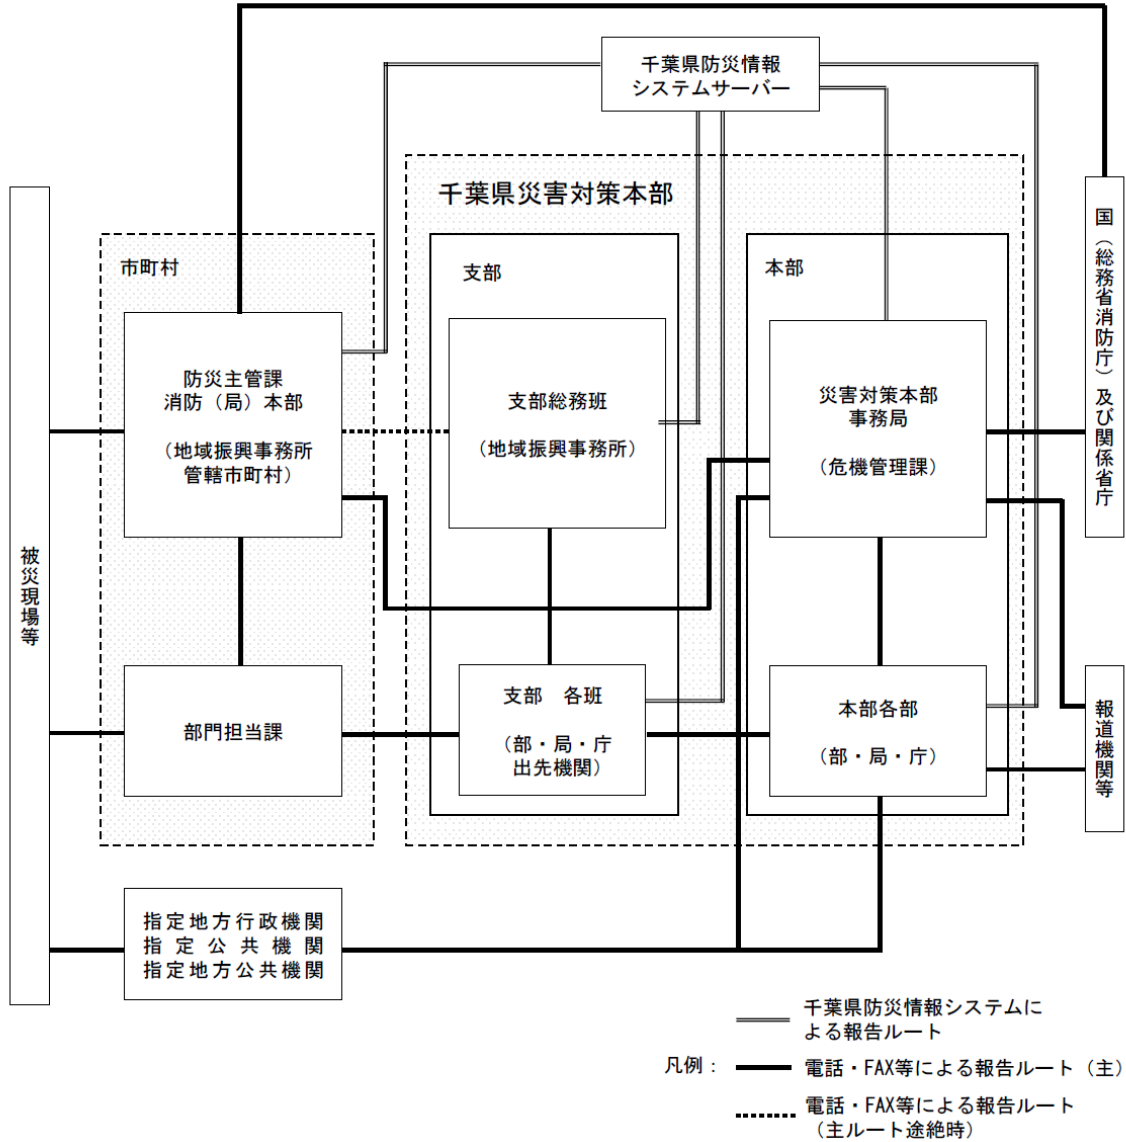 千葉県防災情報
システムサーバー
千葉県災害対策本部
市町村
支部
本部
国（総務省消防庁）及び関係省庁
防災主管課
消防（局）本部
（地域振興事務所
管轄市町村）
支部総務班
（地域振興事務所）
災害対策本部
事務局
（危機管理課）
被災現場等
部門担当課
支部　各班
（部・局・庁
出先機関）
本部各部
（部・局・庁）
報道機関等
指定地方行政機関
指定公共機関
指定地方公共機関
千葉県防災情報システムに
よる報告ルート
凡例：
電話・FAX等による報告ルート（主）
電話・FAX等による報告ルート
（主ルート途絶時）